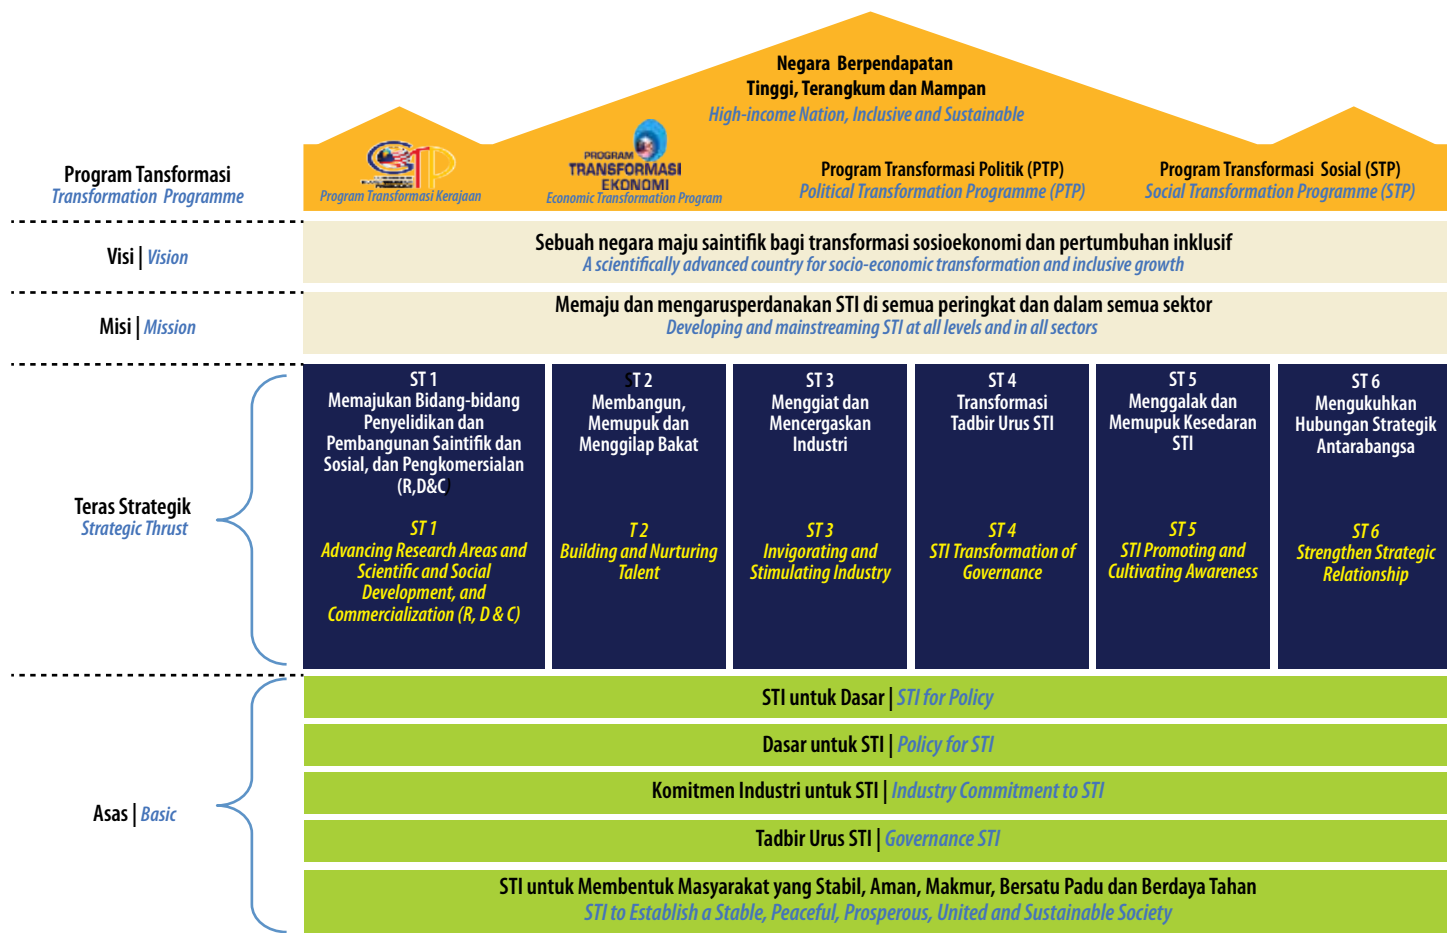 Negara Berpendapatan
Tinggi, Terangkum dan Mampan
High-income Nation, Inclusive and Sustainable
Program Tansformasi
Transformation Programme
GTP
Program Transformasi Kerajaan
PROGRAM
TRANSFORMASI
EKONOMI
Economic Transformation Program
Program Transformasi Politik (PTP)
Political Transformation Programme (PTP)
Program Transformasi Sosial (STP)
Social Transformation Programme (STP)
Visi | Vision
Sebuah negara maju saintifik bagi transformasi sosioekonomi dan pertumbuhan inklusif
A scientifically advanced country for socio-economic transformation and inclusive growth
Misi | Mission
Memaju dan mengarusperdanakan STI di semua peringkat dan dalam semua sektor
Developing and mainstreaming STI at all levels and in all sectors
Teras Strategik
Strategic Thrust
ST 1
Memajukan Bidang-bidang
Penyelidikan dan
Pembangunan Saintifik dan
Sosial, dan Pengkomersialan
(R,D&C)
ST 1
Advancing Research Areas and
Scientific and Social
Development, and
Commercialization (R, D & C)
ST 2
Membangun,
Memupuk dan
Menggilap Bakat
T 2
Building and Nurturing
Talent
ST 3
Menggiat dan
Mencergaskan
Industri
ST 3
Invigorating and
Stimulating Industry
ST 4
Transformasi
Tadbir Urus STI
ST 4
STI Transformation of
Governance
ST 5
Menggalak dan
Memupuk Kesedaran
STI
ST 5
STI Promoting and
Cultivating Awareness
ST 6
Mengukuhkan
Hubungan Strategik
Antarabangsa
ST 6
Strengthen Strategic
Relationship
Asas | Basic
STI untuk Dasar | STI for Policy
Dasar untuk STI | Policy for STI
Komitmen Industri untuk STI | Industry Commitment to STI
Tadbir Urus STI | Governance STI
STI untuk Membentuk Masyarakat yang Stabil, Aman, Makmur, Bersatu Padu dan Berdaya Tahan
STI to Establish a Stable, Peaceful, Prosperous, United and Sustainable Society